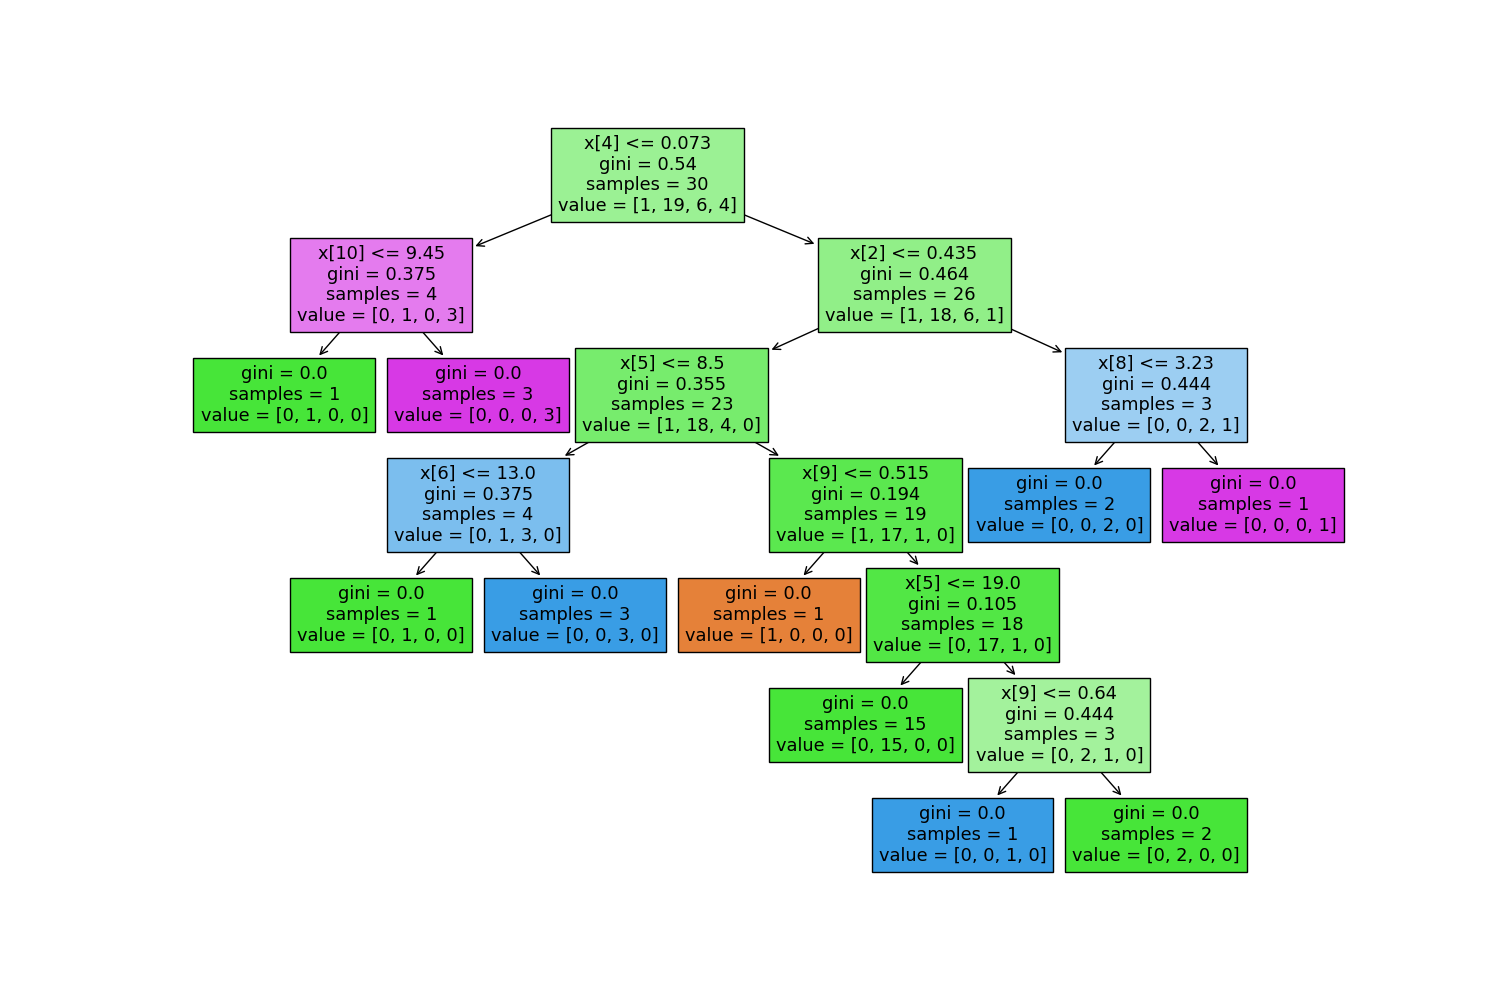 x[4] <= 0.073
gini = 0.54
samples = 30
value = [1, 19, 6, 4]
x[10] <= 9.45
gini = 0.375
samples = 4
value = [0, 1, 0, 3]
x[2] <= 0.435
gini = 0.464
samples = 26
value = [1, 18, 6, 1]
gini = 0.0
samples = 1
value = [0, 1, 0, 0]
gini = 0.0
samples = 3
value = [0, 0, 0, 3]
x[5] <= 8.5
gini = 0.355
samples = 23
value = [1, 18, 4, 0]
x[8] <= 3.23
gini = 0.444
samples = 3
value = [0, 0, 2, 1]
x[6] <= 13.0
gini = 0.375
samples = 4
value = [0, 1, 3, 0]
x[9] <= 0.515
gini = 0.194
samples = 19
value = [1, 17, 1, 0]
gini = 0.0
samples = 2
value = [0, 0, 2, 0]
gini = 0.0
samples = 1
value = [0, 0, 0, 1]
gini = 0.0
samples = 1
value = [0, 1, 0, 0]
gini = 0.0
samples = 3
value = [0, 0, 3, 0]
gini = 0.0
samples = 1
value = [1, 0, 0, 0]
x[5] <= 19.0
gini = 0.105
samples = 18
value = [0, 17, 1, 0]
gini = 0.0
samples = 15
value = [0, 15, 0, 0]
x[9] <= 0.64
gini = 0.444
samples = 3
value = [0, 2, 1, 0]
gini = 0.0
samples = 1
value = [0, 0, 1, 0]
gini = 0.0
samples = 2
value = [0, 2, 0, 0]